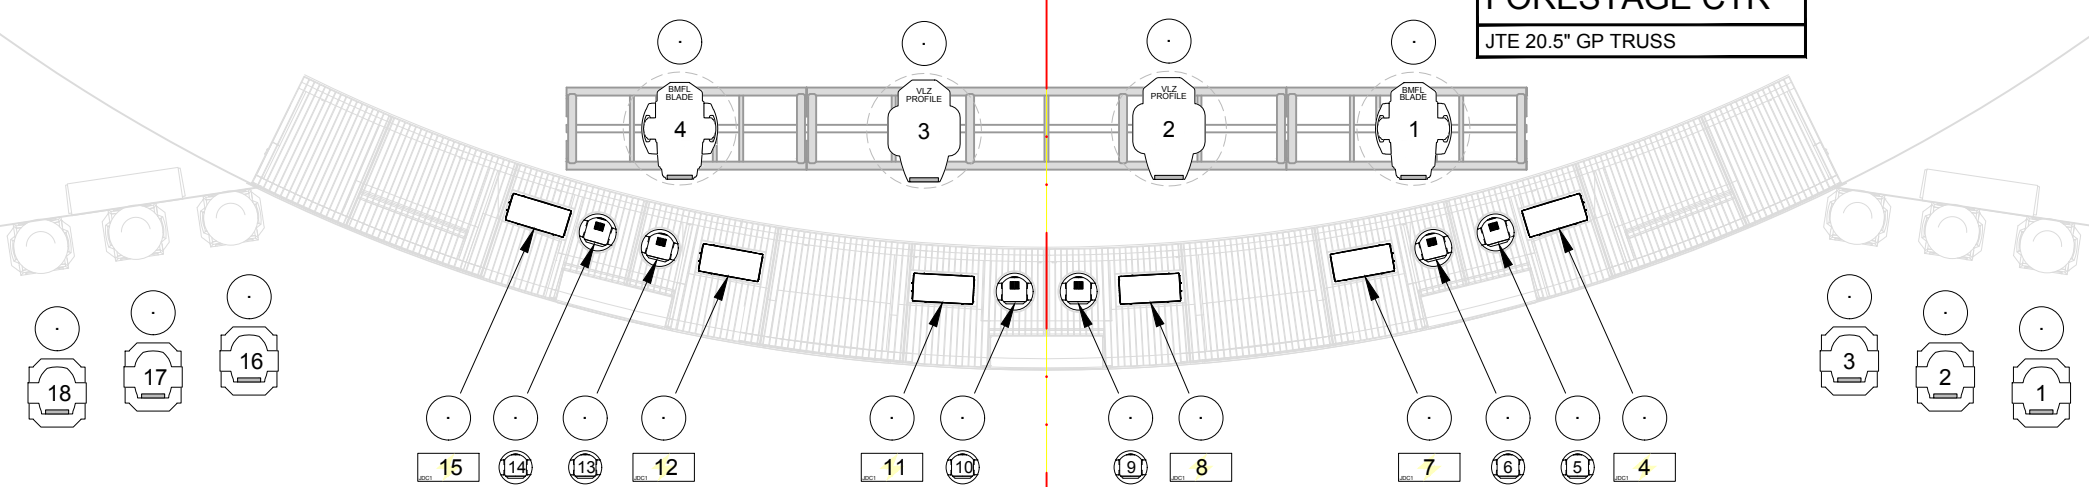 FORESTAGE CTR
JTE 20.5" GP TRUSS
BMFL
BLADE
4
VLZ
PROFILE
3
VLZ
PROFILE
2
BMFL
BLADE
1
18
17
16
3
2
1
15
JDC1
14
13
12
JDC1
11
JDC1
10
9
8
JDC1
7
JDC1
6
5
4
JDC1